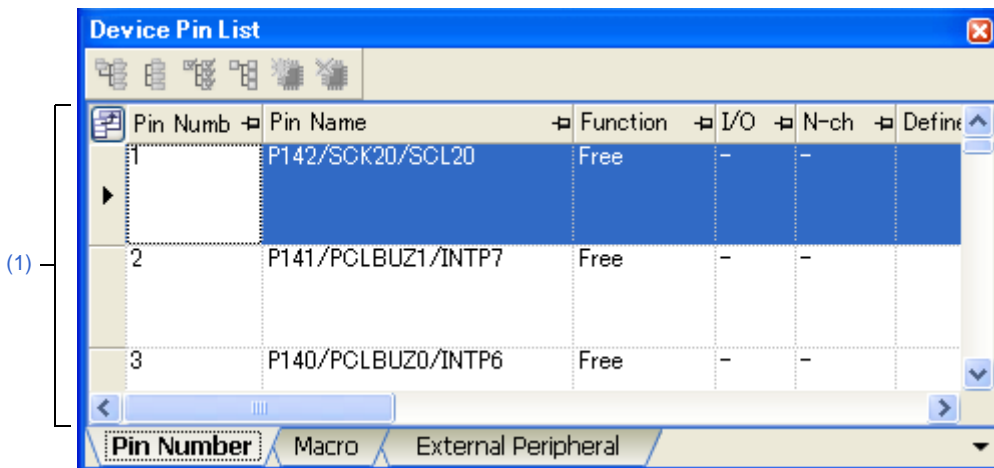 Device Pin List
Pin Numb Pin Name Function I/O N-ch Define
1 P142/SCK20/SCL20 Free - -
(1)
2 P141/PCLBUZ1/INTP7 Free - -
3 P140/PCLBUZ0/INTP6 Free - -
Pin Number Macro External Peripheral